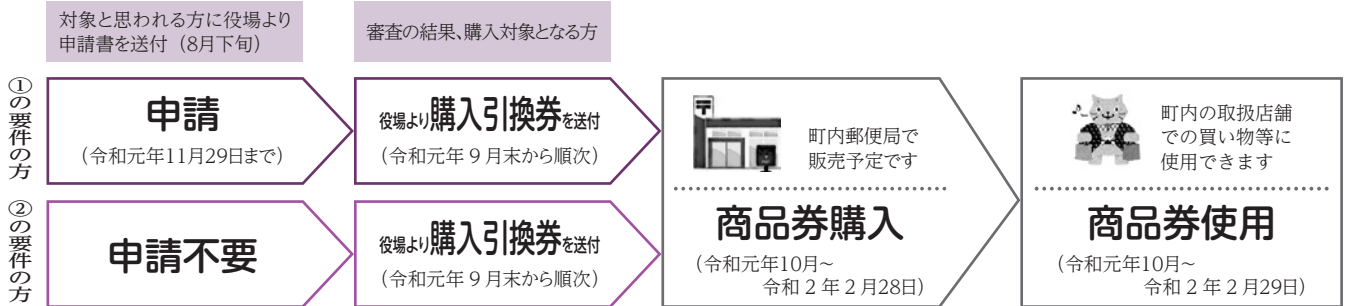 対象と思われる方に役場より
申請書を送付（8月下旬）
審査の結果、購入対象となる方
①の要件の方
申請
（令和元年11月29日まで）
役場より購入引換券を送付
（令和元年９月末から順次）
②の要件の方
申請不要
役場より購入引換券を送付
（令和元年９月末から順次）
〒
町内郵便局で
販売予定です
商品券購入
（令和元年10月〜
令和２年２月28日）
町内の取扱店舗
での買い物等に
使用できます
商品券使用
（令和元年10月〜
令和２年２月29日）